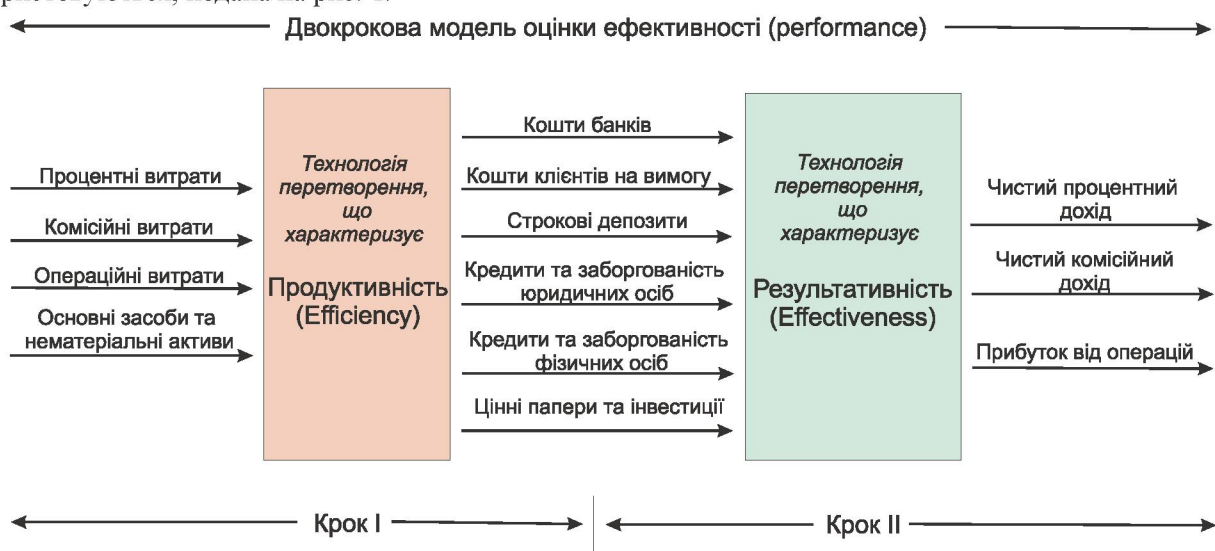 Двокрокова модель оцінки ефективності (performance)
Процентні витрати
Комісійні витрати
Операційні витрати
Основні засоби та
нематеріальні активи
Технологія
перетворення,
що
характеризує
Продуктивність
(Efficiency)
Кошти банків
Кошти клієнтів на вимогу
Строкові депозити
Кредити та заборгованість
юридичних осіб
Кредити та заборгованість
фізичних осіб
Цінні папери та інвестиції
Технологія
перетворення,
що
характеризує
Результативність
(Effectiveness)
Чистий процентний
дохід
Чистий комісійний
дохід
Прибуток від операцій
Крок I
Крок II